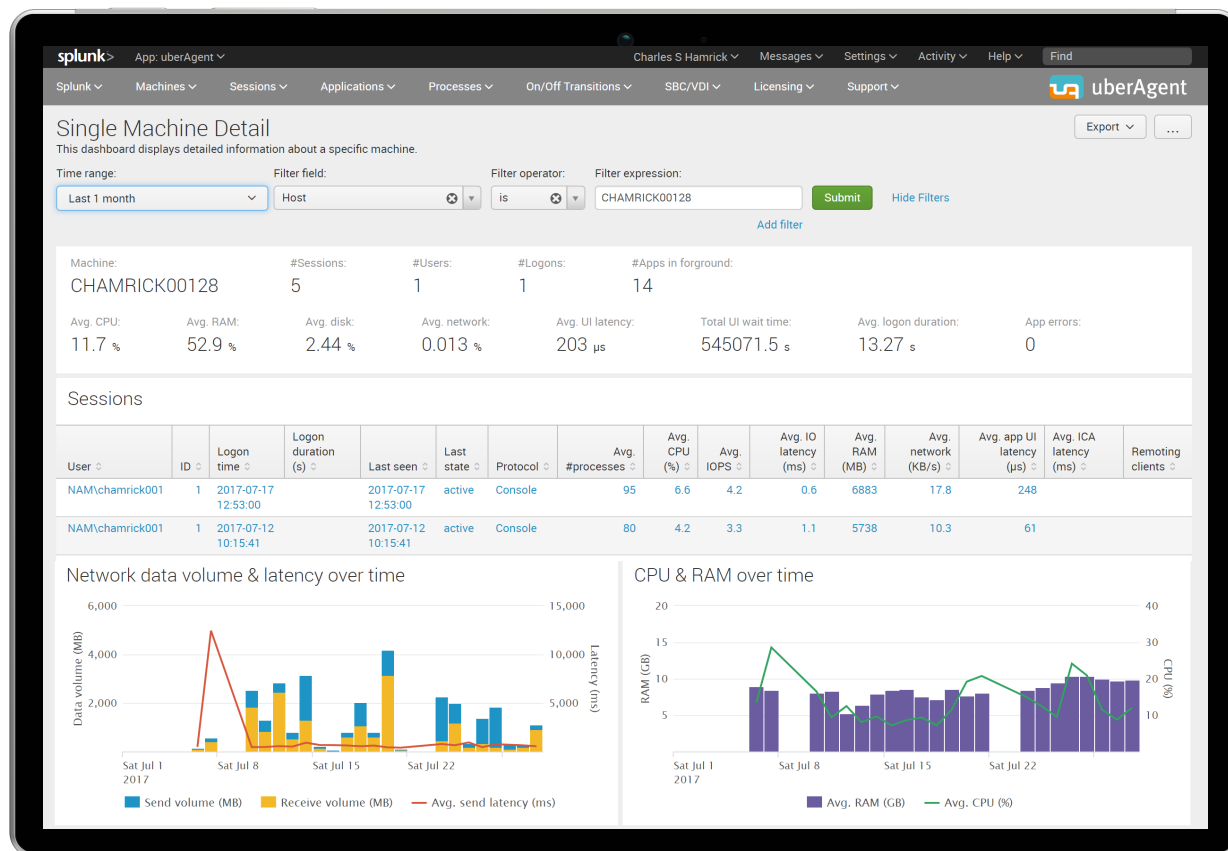 splunk> App: uberAgent Charles S Hamrick Messages Settings Activity Help Find
Splunk Machines Sessions Applications Processes On/Off Transitions SBC/VDI Licensing Support ua uberAgent
Single Machine Detail Export ...
This dashboard displays detailed information about a specific machine.
Time range: Filter field: Filter operator: Filter expression:
Last 1 month Host is CHAMRICK00128 Submit Hide Filters
Add filter
Machine: #Sessions: #Users: #Logons: #Apps in forground:
CHAMRICK00128 5 1 1 14
Avg. CPU: Avg. RAM: Avg. disk: Avg. network: Avg. UI latency: Total UI wait time: Avg. logon duration: App errors:
11.7 % 52.9 % 2.44 % 0.013 % 203 µs 545071.5 s 13.27 s 0
Sessions
User ID Logon time Logon duration (s) Last seen Last state Protocol Avg. #processes Avg. CPU (%) Avg. IOPS Avg. IO latency (ms) Avg. RAM (MB) Avg. network (KB/s) Avg. app UI latency (µs) Avg. ICA latency (ms) Remoting clients
NAM\chamrick001 1 2017-07-17 12:53:00 2017-07-17 12:53:00 active Console 95 6.6 4.2 0.6 6883 17.8 248
NAM\chamrick001 1 2017-07-12 10:15:41 2017-07-12 10:15:41 active Console 80 4.2 3.3 1.1 5738 10.3 61
Network data volume & latency over time
6,000 15,000
4,000 10,000
2,000 5,000
Data volume (MB)
Latency (ms)
Sat Jul 1 Sat Jul 8 Sat Jul 15 Sat Jul 22
2017
Send volume (MB) Receive volume (MB) Avg. send latency (ms)
CPU & RAM over time
20 40
15 30
10 20
5 10
RAM (GB)
CPU (%)
Sat Jul 1 Sat Jul 8 Sat Jul 15 Sat Jul 22
2017
Avg. RAM (GB) Avg. CPU (%)